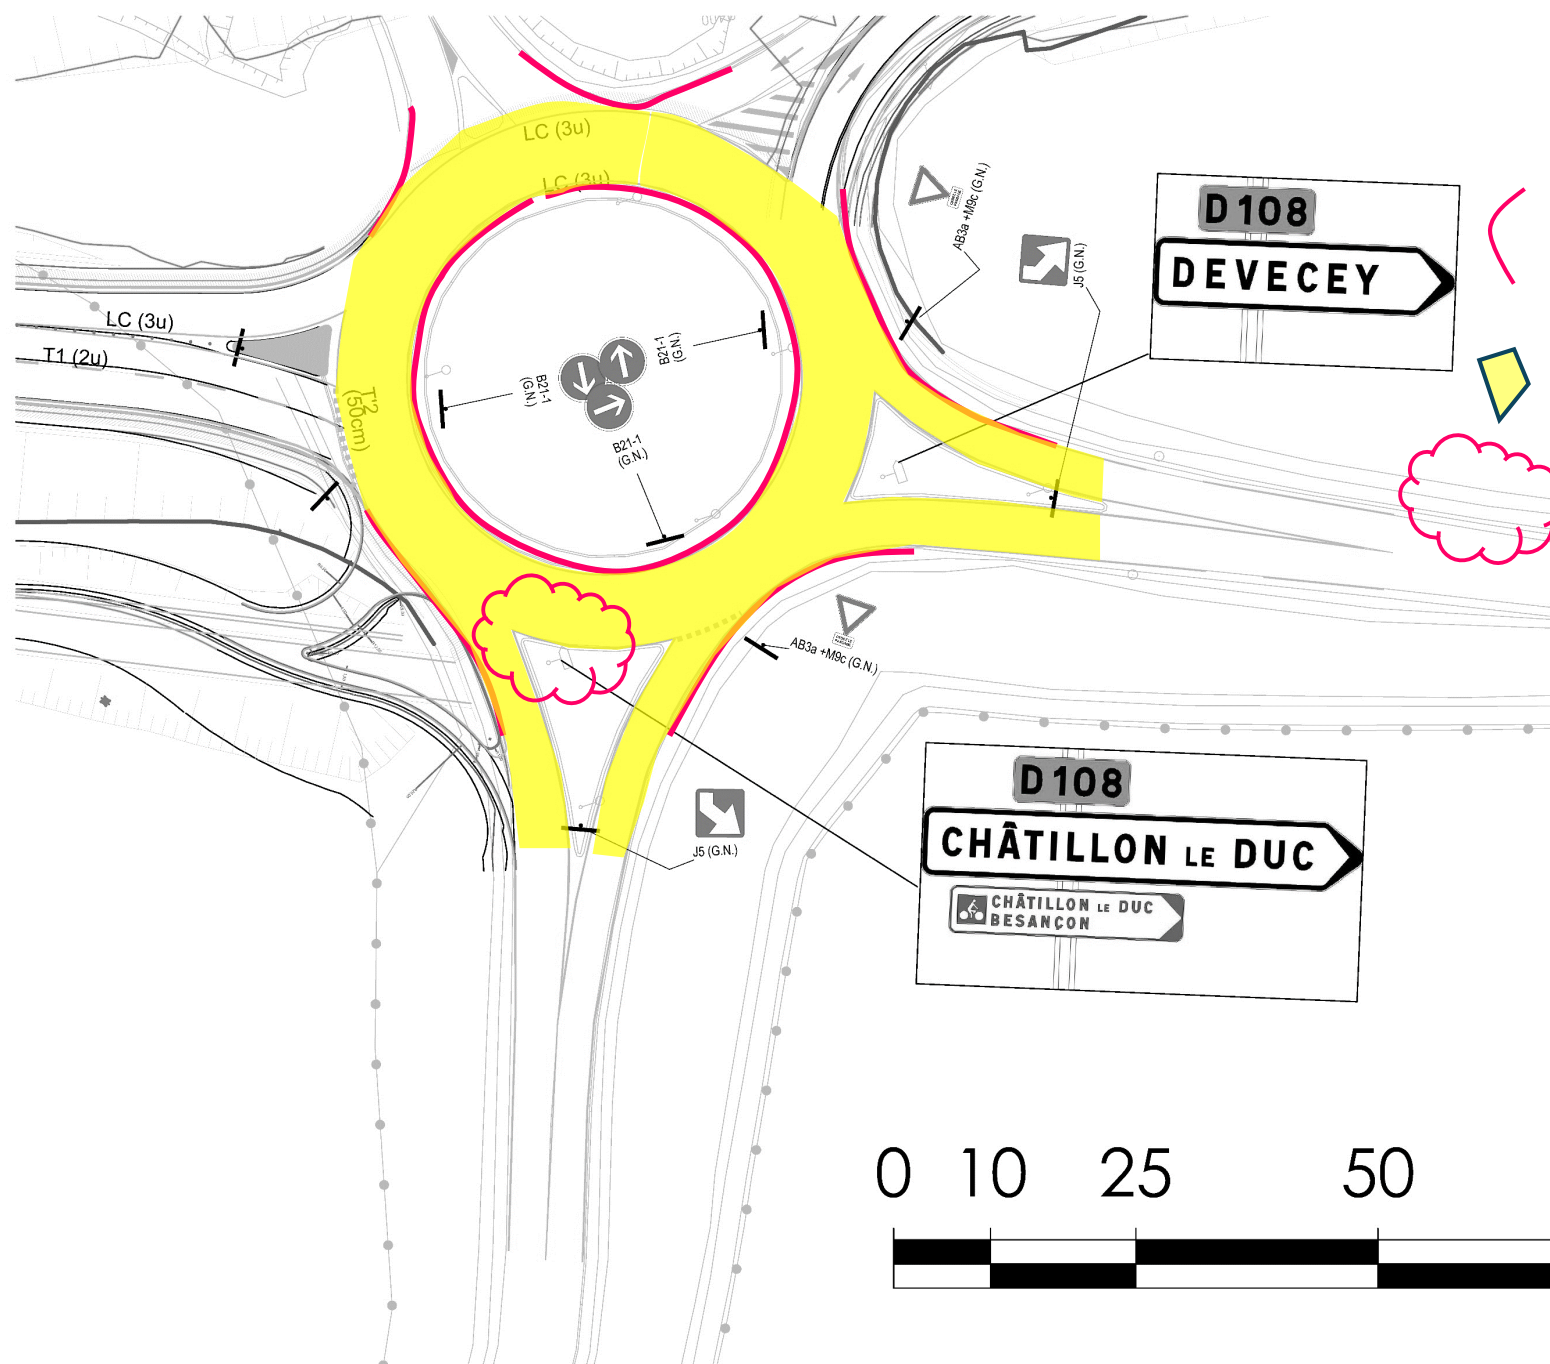 LC (3u)
LC (3u)
AB3a +M9c (G.N.)
D 108
DEVECEY
J5 (G.N.)
LC (3u)
T1 (2u)
T'2
(50cm)
B21-1
(G.N.)
B21-1
(G.N.)
B21-1
(G.N.)
AB3a +M9c (G.N.)
D 108
CHÂTILLON LE DUC
CHÂTILLON LE DUC
BESANÇON
J5 (G.N.)
0 10 25 50